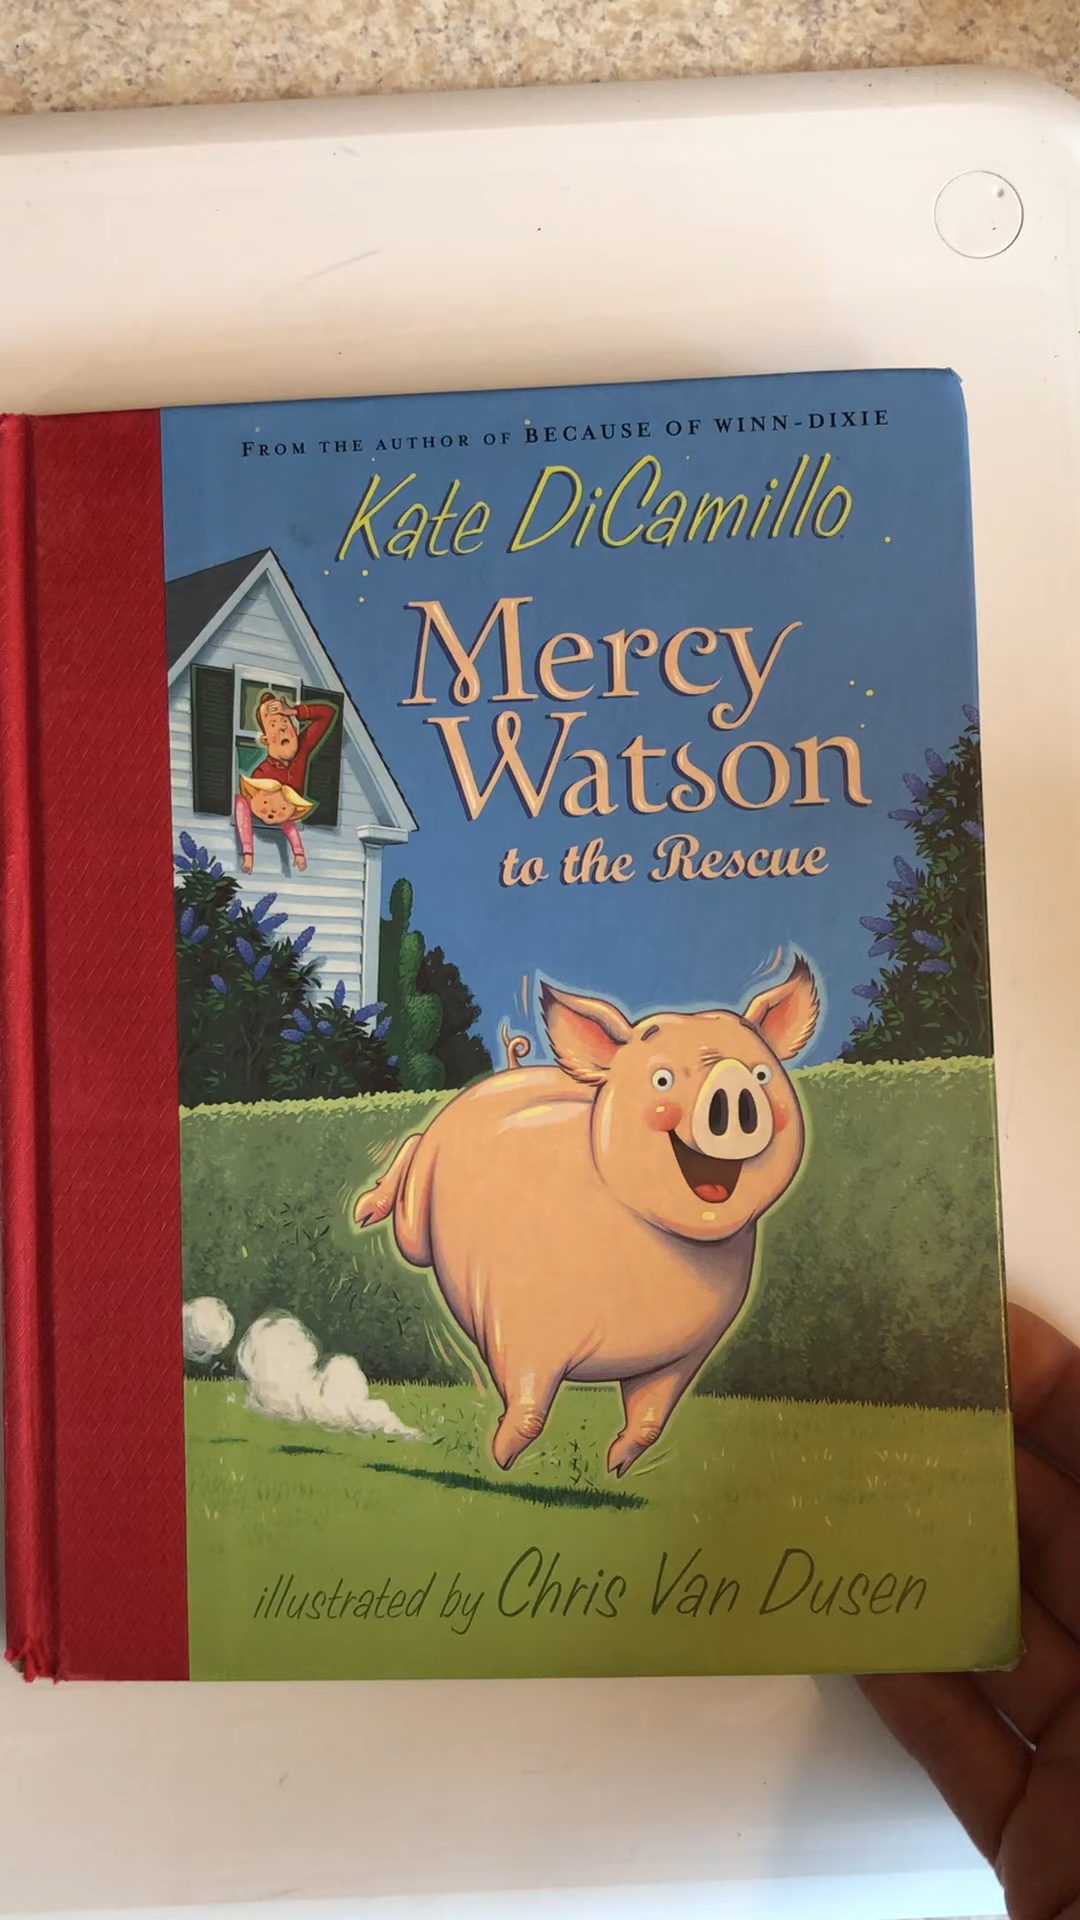 FROM THE AUTHOR OF BECAUSE OF WINN-DIXIE
Kate DiCamillo
Mercy
Watson
to the Rescue
illustrated by Chris Van Dusen